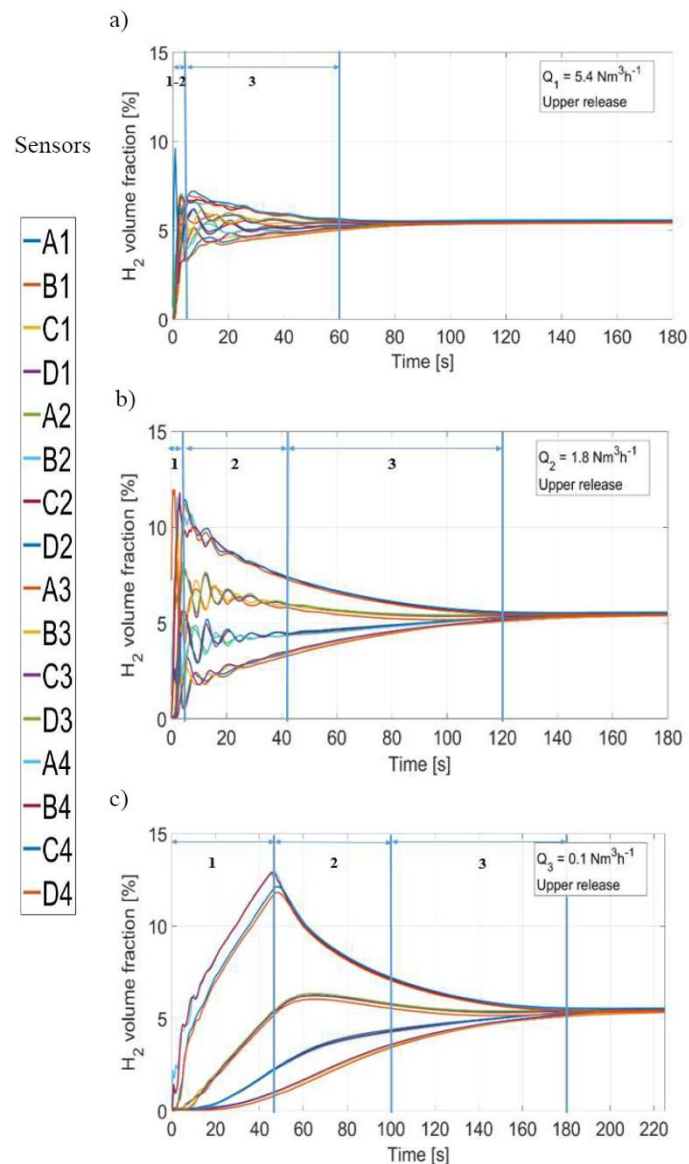 a)
15
10
5
0
H₂ volume fraction [%]
1-2
3
Q₁ = 5.4 Nm³h⁻¹
Upper release
0 20 40 60 80 100 120 140 160 180
Time [s]
Sensors
A1
B1
C1
D1
A2
B2
C2
D2
A3
B3
C3
D3
A4
B4
C4
D4
b)
15
10
5
0
H₂ volume fraction [%]
1 2 3
Q₂ = 1.8 Nm³h⁻¹
Upper release
0 20 40 60 80 100 120 140 160 180
Time [s]
c)
15
10
5
0
H₂ volume fraction [%]
1 2 3
Q₃ = 0.1 Nm³h⁻¹
Upper release
0 20 40 60 80 100 120 140 160 180 200 220
Time [s]